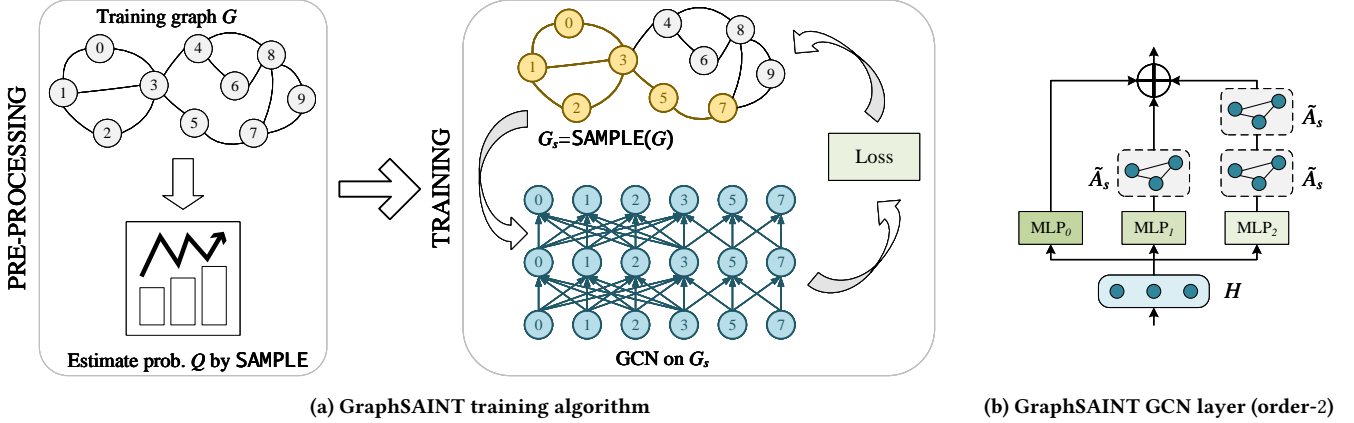 PRE-PROCESSING
Training graph G
0
4
8
1
3
6
9
2
5
7
Estimate prob. Q by SAMPLE
TRAINING
0
4
8
1
3
6
9
2
5
7
Gₛ=SAMPLE(G)
Loss
0 1 2 3 5 7
0 1 2 3 5 7
0 1 2 3 5 7
GCN on Gₛ
(a) GraphSAINT training algorithm
Ãₛ
Ãₛ Ãₛ
MLP₀ MLP₁ MLP₂
H
(b) GraphSAINT GCN layer (order-2)